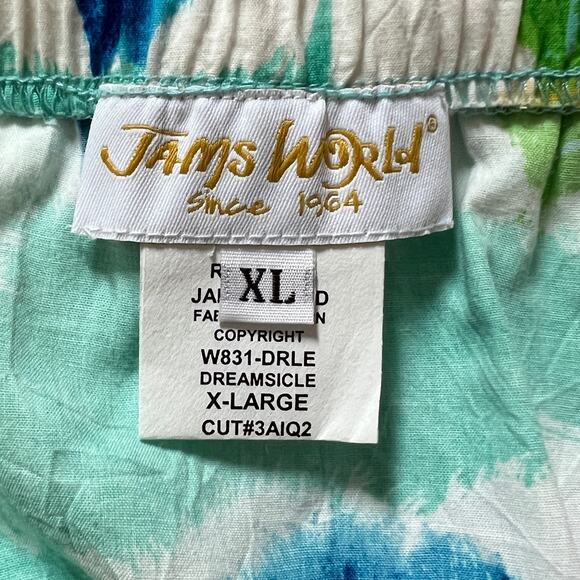 JAMS WORLD®
Since 1964
XL
COPYRIGHT
W831-DRLE
DREAMSICLE
X-LARGE
CUT#3AIQ2